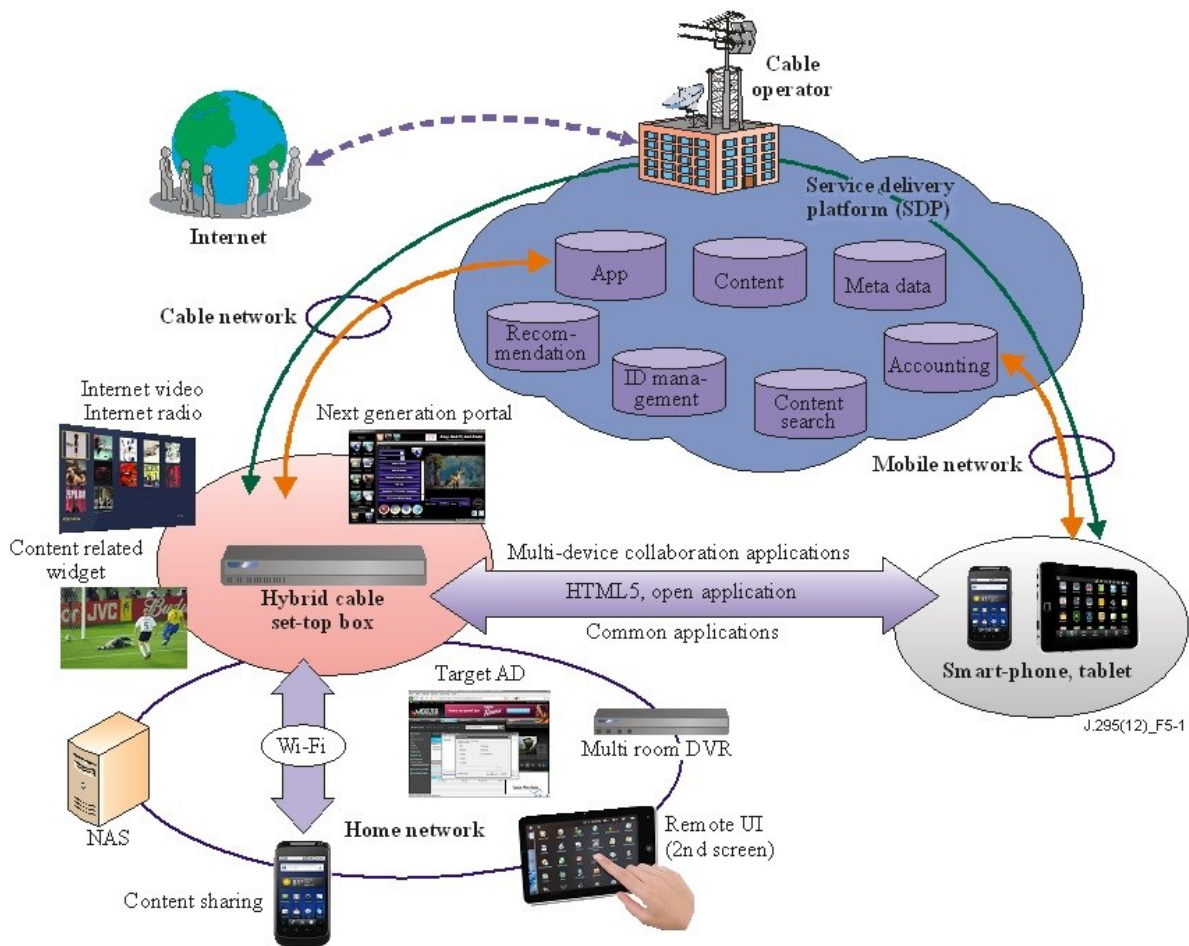 Cable
operator
Service delivery
platform (SDP)
Internet
App
Content
Meta data
Cable network
Recom-
mendation
ID mana-
gement
Content
search
Accounting
Internet video
Internet radio
Next generation portal
Mobile network
Content related
widget
JVC
Multi-device collaboration applications
HTML5, open application
Common applications
Hybrid cable
set-top box
Smart-phone, tablet
J.295(12)_F5-1
Target AD
Multi room DVR
Wi-Fi
NAS
Home network
Remote UI
(2nd screen)
Content sharing